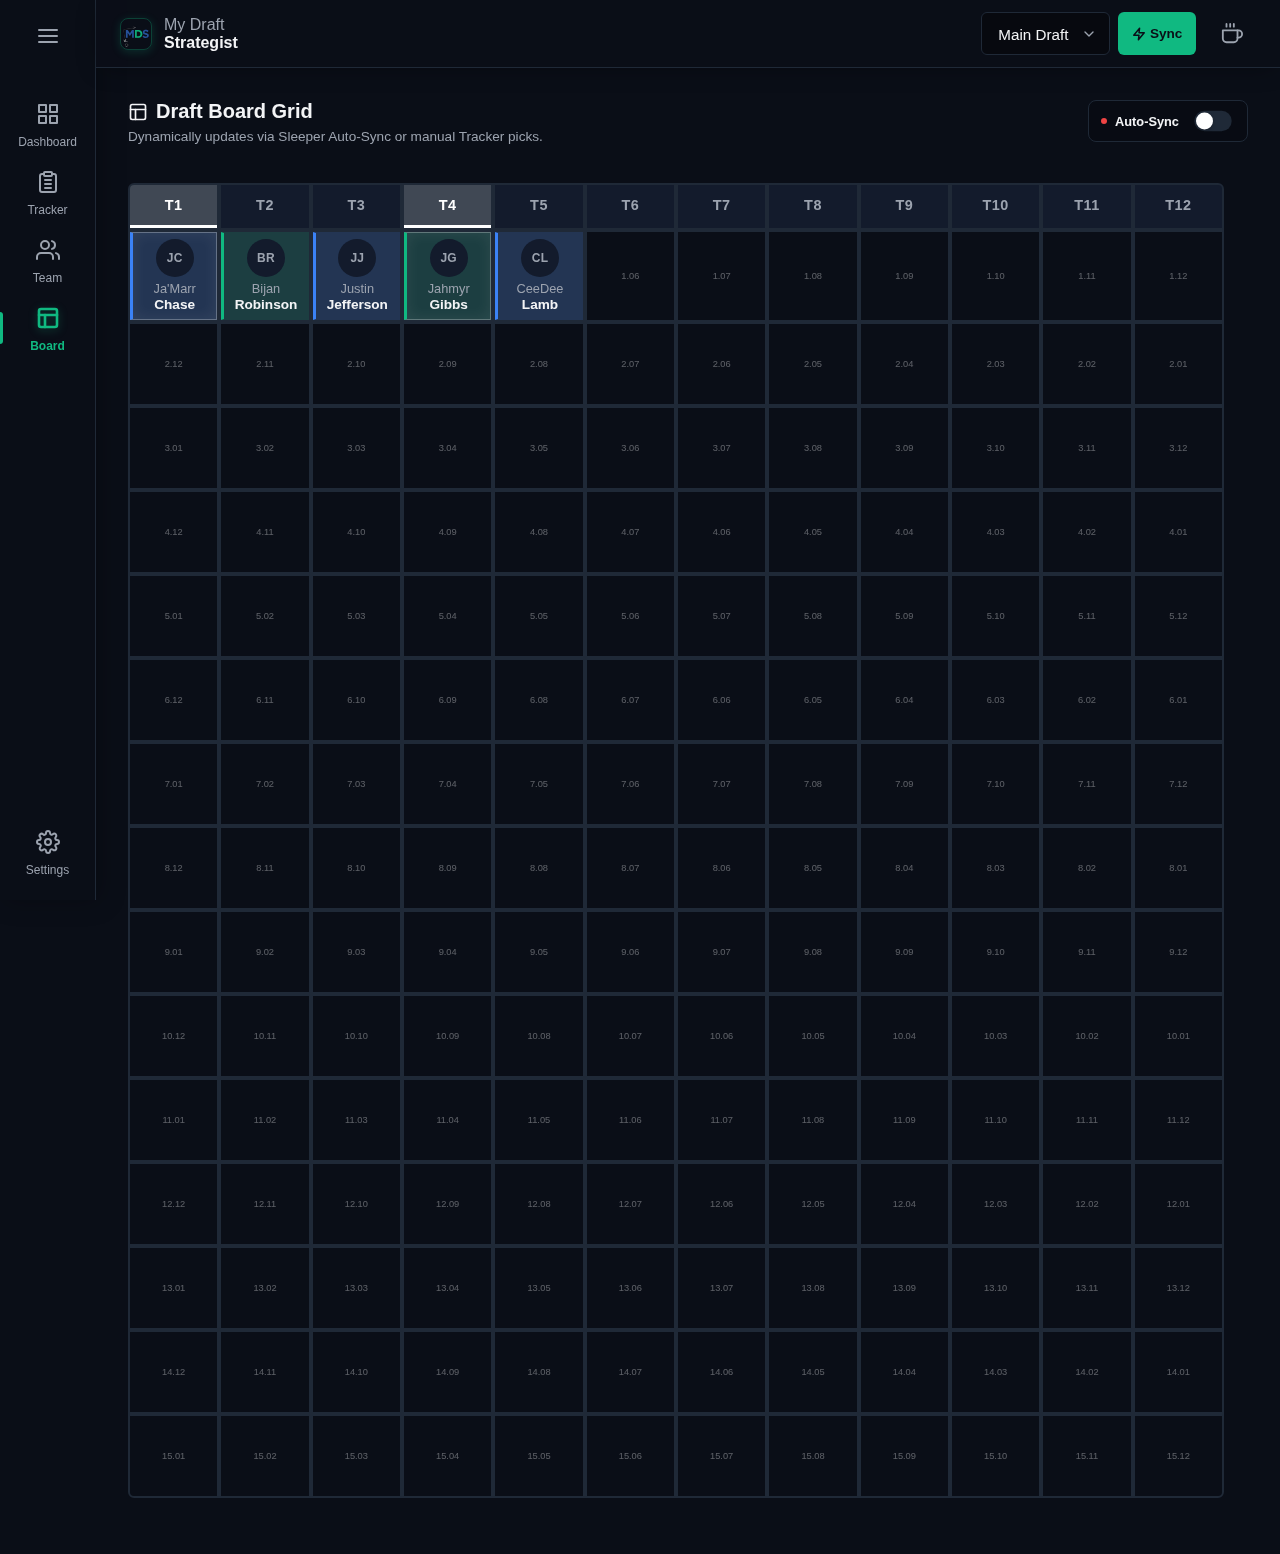 MDS
My Draft
Strategist
Main Draft
Sync
Dashboard
Tracker
Team
Board
Settings
Draft Board Grid
Dynamically updates via Sleeper Auto-Sync or manual Tracker picks.
Auto-Sync
T1 T2 T3 T4 T5 T6 T7 T8 T9 T10 T11 T12
JC BR JJ JG CL
Ja'Marr Bijan Justin Jahmyr CeeDee
Chase Robinson Jefferson Gibbs Lamb
1.06 1.07 1.08 1.09 1.10 1.11 1.12
2.12 2.11 2.10 2.09 2.08 2.07 2.06 2.05 2.04 2.03 2.02 2.01
3.01 3.02 3.03 3.04 3.05 3.06 3.07 3.08 3.09 3.10 3.11 3.12
4.12 4.11 4.10 4.09 4.08 4.07 4.06 4.05 4.04 4.03 4.02 4.01
5.01 5.02 5.03 5.04 5.05 5.06 5.07 5.08 5.09 5.10 5.11 5.12
6.12 6.11 6.10 6.09 6.08 6.07 6.06 6.05 6.04 6.03 6.02 6.01
7.01 7.02 7.03 7.04 7.05 7.06 7.07 7.08 7.09 7.10 7.11 7.12
8.12 8.11 8.10 8.09 8.08 8.07 8.06 8.05 8.04 8.03 8.02 8.01
9.01 9.02 9.03 9.04 9.05 9.06 9.07 9.08 9.09 9.10 9.11 9.12
10.12 10.11 10.10 10.09 10.08 10.07 10.06 10.05 10.04 10.03 10.02 10.01
11.01 11.02 11.03 11.04 11.05 11.06 11.07 11.08 11.09 11.10 11.11 11.12
12.12 12.11 12.10 12.09 12.08 12.07 12.06 12.05 12.04 12.03 12.02 12.01
13.01 13.02 13.03 13.04 13.05 13.06 13.07 13.08 13.09 13.10 13.11 13.12
14.12 14.11 14.10 14.09 14.08 14.07 14.06 14.05 14.04 14.03 14.02 14.01
15.01 15.02 15.03 15.04 15.05 15.06 15.07 15.08 15.09 15.10 15.11 15.12